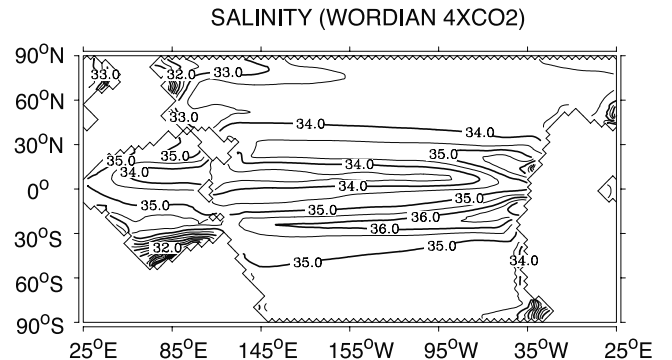 SALINITY (WORDIAN 4XCO2)
90°N
33.0 32.0 33.0
60°N
33.0 34.0 34.0
30°N
35.0 35.0 34.0 35.0
34.0 34.0
0°
35.0 35.0 35.0
36.0 36.0
30°S
32.0 35.0 35.0 34.0
60°S
90°S
25°E 85°E 145°E 155°W 95°W 35°W 25°E